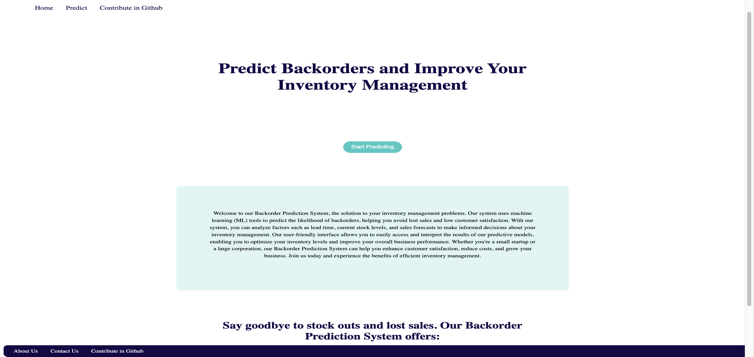 Home Predict Contribute in Github
Predict Backorders and Improve Your
Inventory Management
Start Predicting
Welcome to our Backorder Prediction System, the solution to your inventory management problems. Our system uses machine
learning (ML) tools to predict the likelihood of backorders, helping you avoid lost sales and low customer satisfaction. With our
system, you can analyze factors such as lead time, current stock levels, and sales forecasts to make informed decisions about your
inventory management. Our user-friendly interface allows you to easily access and interpret the results of our predictive models,
enabling you to optimize your inventory levels and improve your overall business performance. Whether you're a small startup or
a large corporation, our Backorder Prediction System can help you enhance customer satisfaction, reduce costs, and grow your
business. Join us today and experience the benefits of efficient inventory management.
Say goodbye to stock outs and lost sales. Our Backorder
Prediction System offers:
About Us Contact Us Contribute in Github